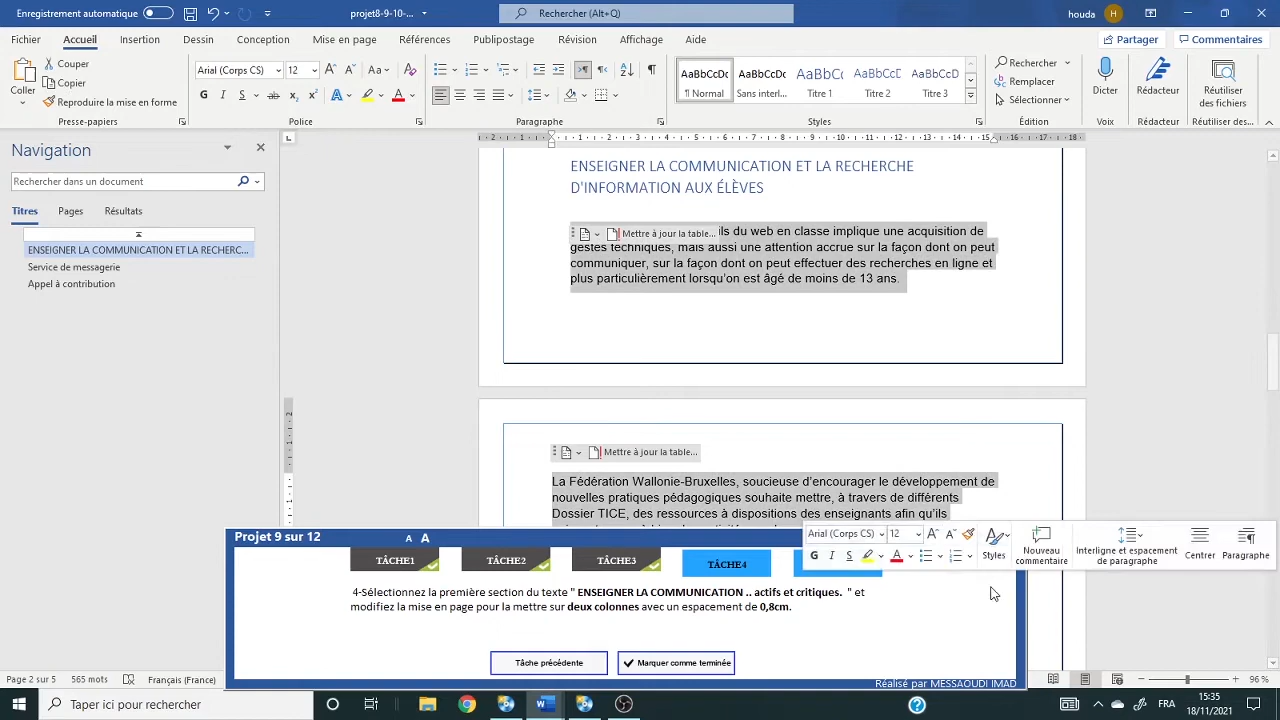 Enregistrement automatique
projet8-9-10-...
Rechercher (Alt+Q)
houda
Fichier
Accueil
Insertion
Dessin
Conception
Mise en page
Références
Publipostage
Révision
Affichage
Aide
Partager
Commentaires
Coller
Couper
Copier
Reproduire la mise en forme
Presse-papiers
Arial (Corps CS)
12
Police
Paragraphe
AaBbCcDc
¶ Normal
AaBbCcDc
Sans interl...
AaBbCc
Titre 1
AaBbCcD
Titre 2
AaBbCcD
Titre 3
Styles
Rechercher
Remplacer
Sélectionner
Édition
Dicter
Voix
Rédacteur
Rédacteur
Réutiliser des fichiers
Réutiliser des...
Navigation
Rechercher dans un document
Titres
Pages
Résultats
ENSEIGNER LA COMMUNICATION ET LA RECHERC...
Service de messagerie
Appel à contribution
ENSEIGNER LA COMMUNICATION ET LA RECHERCHE
D'INFORMATION AUX ÉLÈVES
Mettre à jour la table...
ls du web en classe implique une acquisition de
gestes techniques, mais aussi une attention accrue sur la façon dont on peut
communiquer, sur la façon dont on peut effectuer des recherches en ligne et
plus particulièrement lorsqu'on est âgé de moins de 13 ans.
Mettre à jour la table...
La Fédération Wallonie-Bruxelles, soucieuse d'encourager le développement de
nouvelles pratiques pédagogiques souhaite mettre, à travers de différents
Dossier TICE, des ressources à dispositions des enseignants afin qu'ils
Arial (Corps CS)
12
G I S
Styles
Nouveau commentaire
Interligne et espacement de paragraphe
Centrer
Paragraphe
Projet 9 sur 12
A A
TÂCHE1
TÂCHE2
TÂCHE3
TÂCHE4
4-Sélectionnez la première section du texte " ENSEIGNER LA COMMUNICATION .. actifs et critiques. " et
modifiez la mise en page pour la mettre sur deux colonnes avec un espacement de 0,8cm.
Tâche précédente
Marquer comme terminée
Réalisé par MESSAOUDI IMAD
Page 2 sur 5
565 mots
Français (France)
96 %
Taper ici pour rechercher
FRA
15:35
18/11/2021